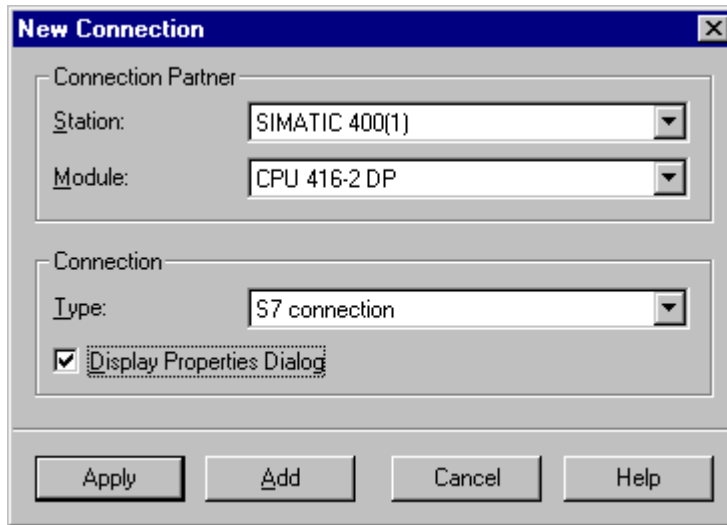 New Connection
Connection Partner
Station: SIMATIC 400(1)
Module: CPU 416-2 DP
Connection
Type: S7 connection
Display Properties Dialog
Apply Add Cancel Help